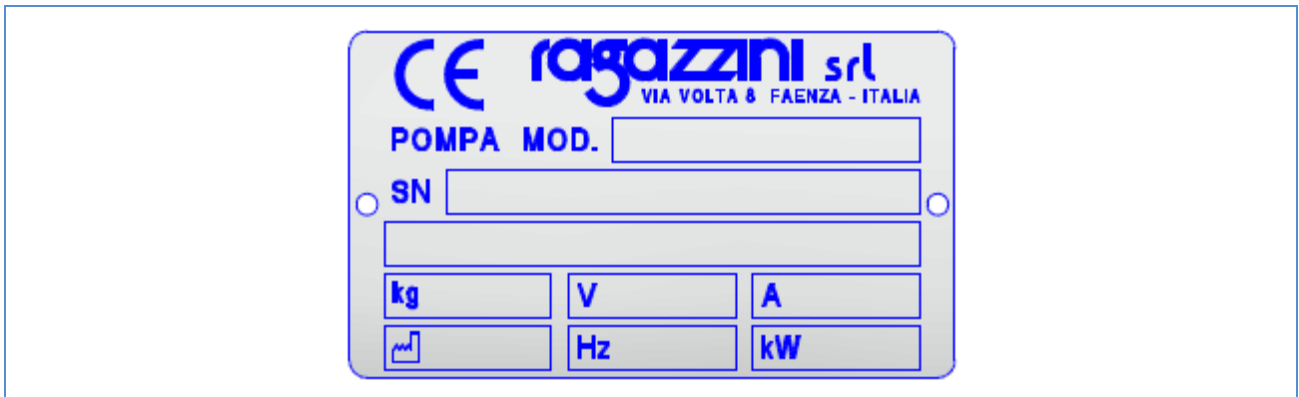 CE ragazzini srl
VIA VOLTA 8 FAENZA - ITALIA
POMPA MOD.
SN
kg V A
Hz kW